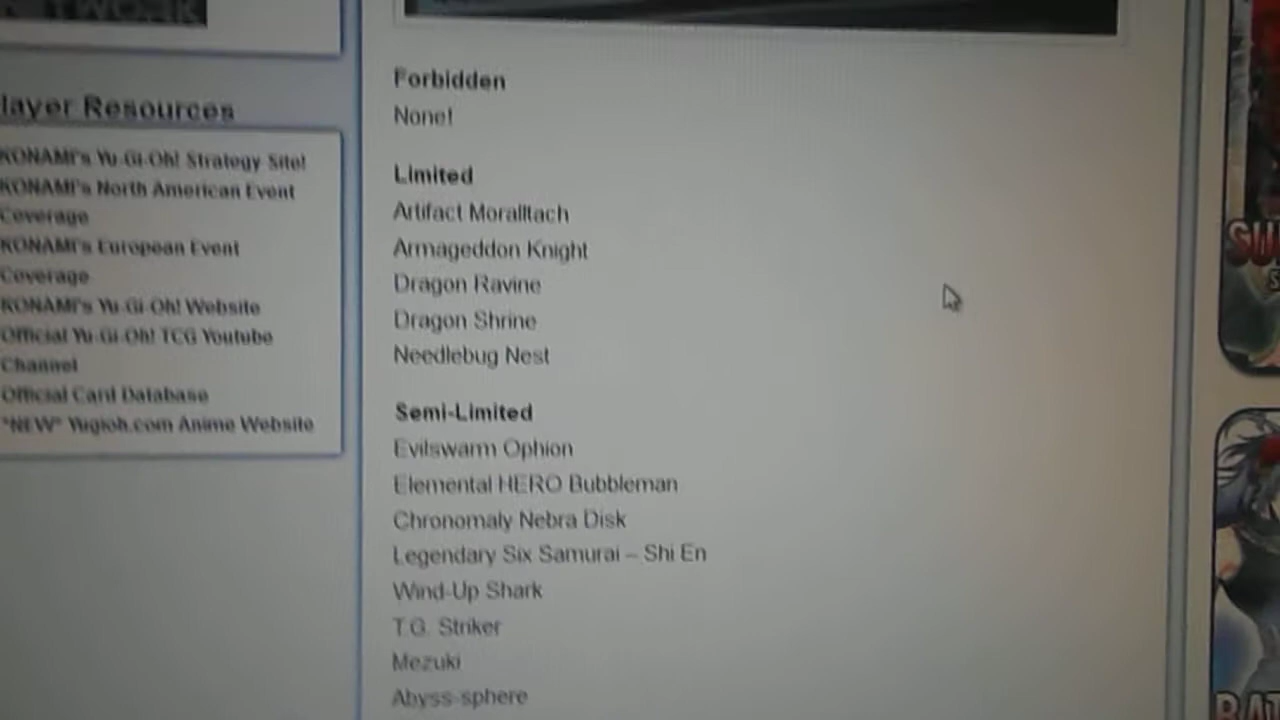 TWORK
layer Resources
KONAMI's Yu-Gi-Oh! Strategy Site!
KONAMI's North American Event
Coverage
KONAMI's European Event
Coverage
KONAMI's Yu-Gi-Oh! Website
Official Yu-Gi-Oh! TCG Youtube
Channel
Official Card Database
*NEW* Yugioh.com Anime Website
Forbidden
None!
Limited
Artifact Moralltach
Armageddon Knight
Dragon Ravine
Dragon Shrine
Needlebug Nest
Semi-Limited
Evilswarm Ophion
Elemental HERO Bubbleman
Chronomaly Nebra Disk
Legendary Six Samurai – Shi En
Wind-Up Shark
T.G. Striker
Mezuki
Abyss-sphere
SU
S
BAT